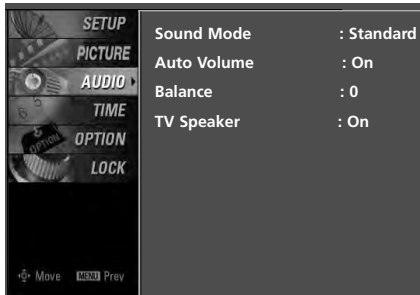 SETUP
PICTURE
AUDIO
TIME
OPTION
LOCK
Move MENU Prev
Sound Mode : Standard
Auto Volume : On
Balance : 0
TV Speaker : On